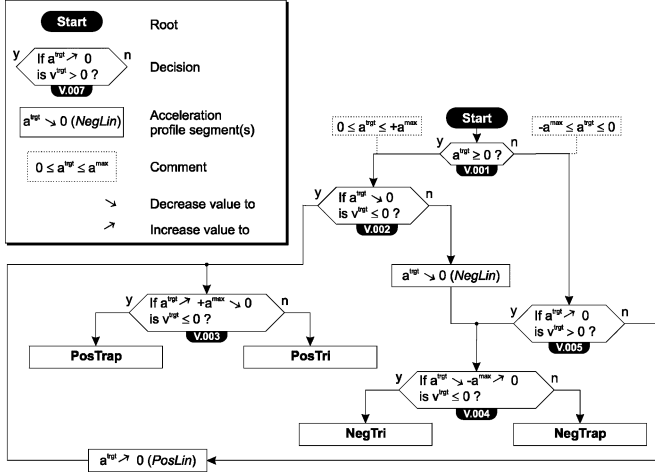 Start
Root
y
n
If a^trgt ↗ 0
is v^trgt > 0 ?
V.007
Decision
a^trgt ↘ 0 (NegLin)
Acceleration
profile segment(s)
0 ≤ a^trgt ≤ a^max
Comment
↘
Decrease value to
↗
Increase value to
Start
0 ≤ a^trgt ≤ +a^max
-a^max ≤ a^trgt ≤ 0
y
n
a^trgt ≥ 0 ?
V.001
y
n
If a^trgt ↘ 0
is v^trgt ≤ 0 ?
V.002
a^trgt ↘ 0 (NegLin)
y
n
If a^trgt ↗ +a^max ↘ 0
is v^trgt ≤ 0 ?
V.003
y
n
If a^trgt ↗ 0
is v^trgt > 0 ?
V.005
PosTrap
PosTri
y
n
If a^trgt ↘ -a^max ↗ 0
is v^trgt ≤ 0 ?
V.004
NegTri
NegTrap
a^trgt ↗ 0 (PosLin)